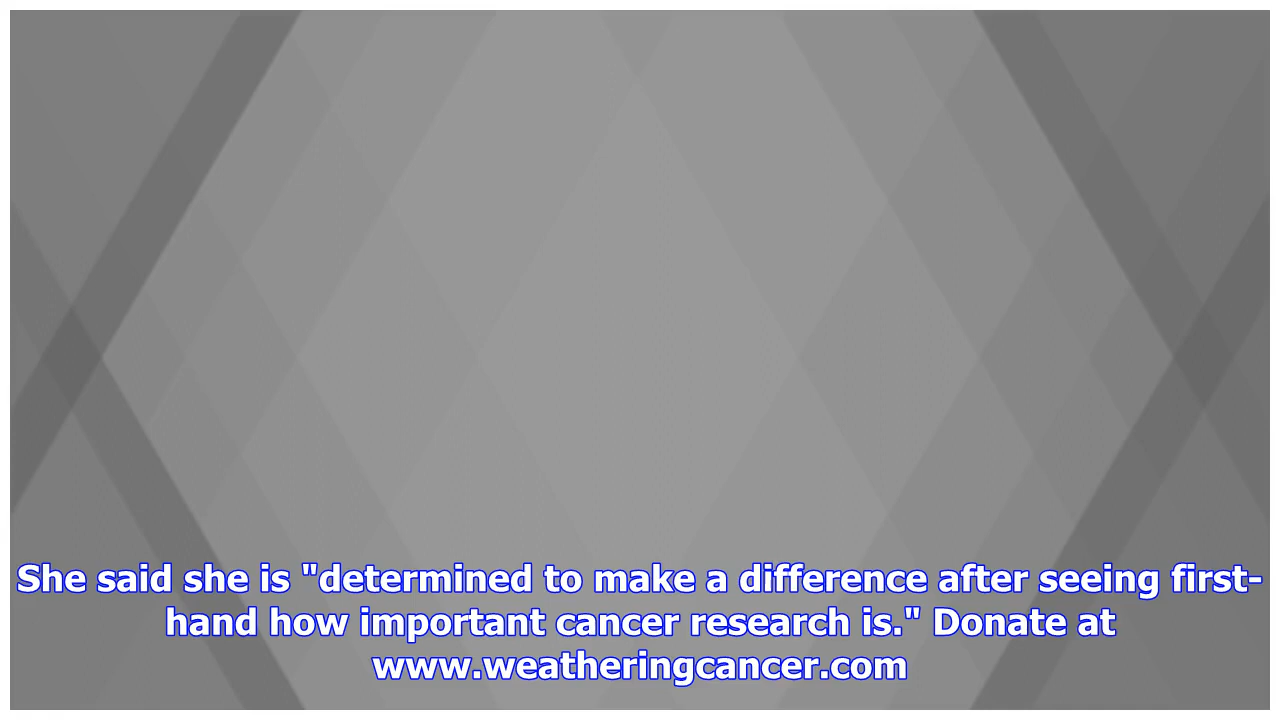 She said she is "determined to make a difference after seeing first-
hand how important cancer research is." Donate at
www.weatheringcancer.com